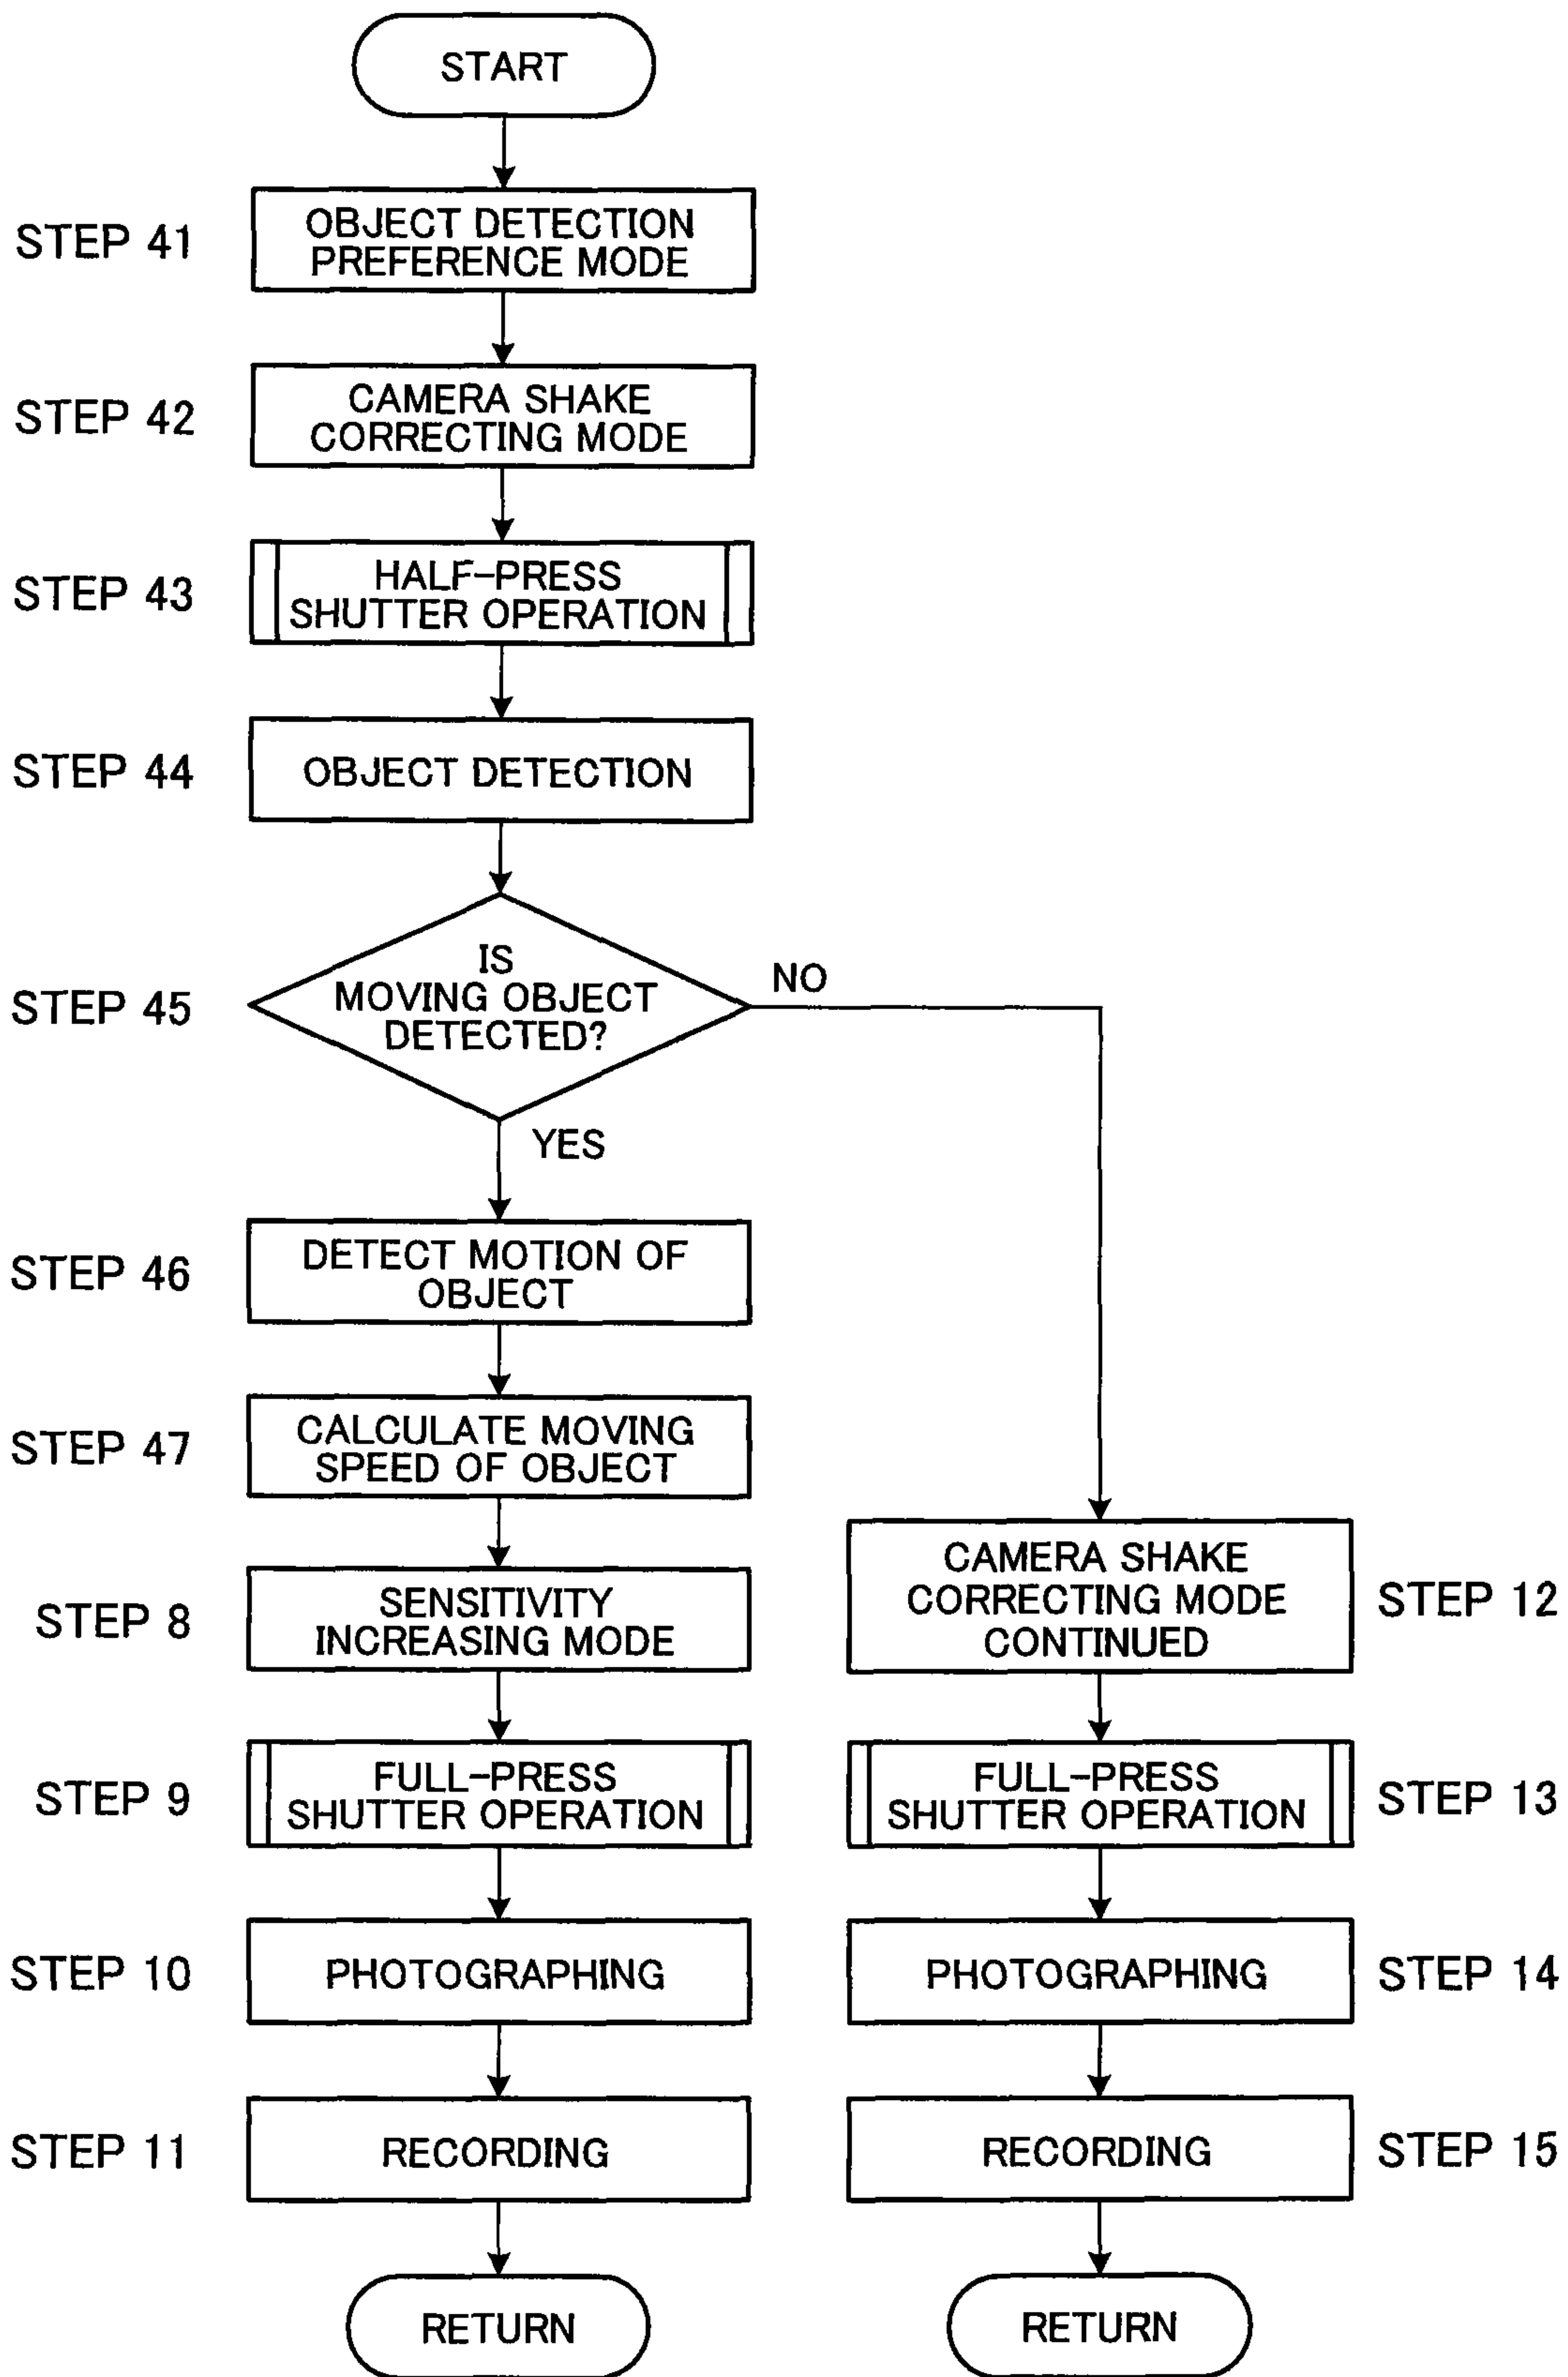 START
STEP 41
OBJECT DETECTION
PREFERENCE MODE
STEP 42
CAMERA SHAKE
CORRECTING MODE
STEP 43
HALF-PRESS
SHUTTER OPERATION
STEP 44
OBJECT DETECTION
STEP 45
IS
MOVING OBJECT
DETECTED?
NO
YES
STEP 46
DETECT MOTION OF
OBJECT
STEP 47
CALCULATE MOVING
SPEED OF OBJECT
STEP 8
SENSITIVITY
INCREASING MODE
STEP 9
FULL-PRESS
SHUTTER OPERATION
STEP 10
PHOTOGRAPHING
STEP 11
RECORDING
RETURN
CAMERA SHAKE
CORRECTING MODE
CONTINUED
STEP 12
FULL-PRESS
SHUTTER OPERATION
STEP 13
PHOTOGRAPHING
STEP 14
RECORDING
STEP 15
RETURN